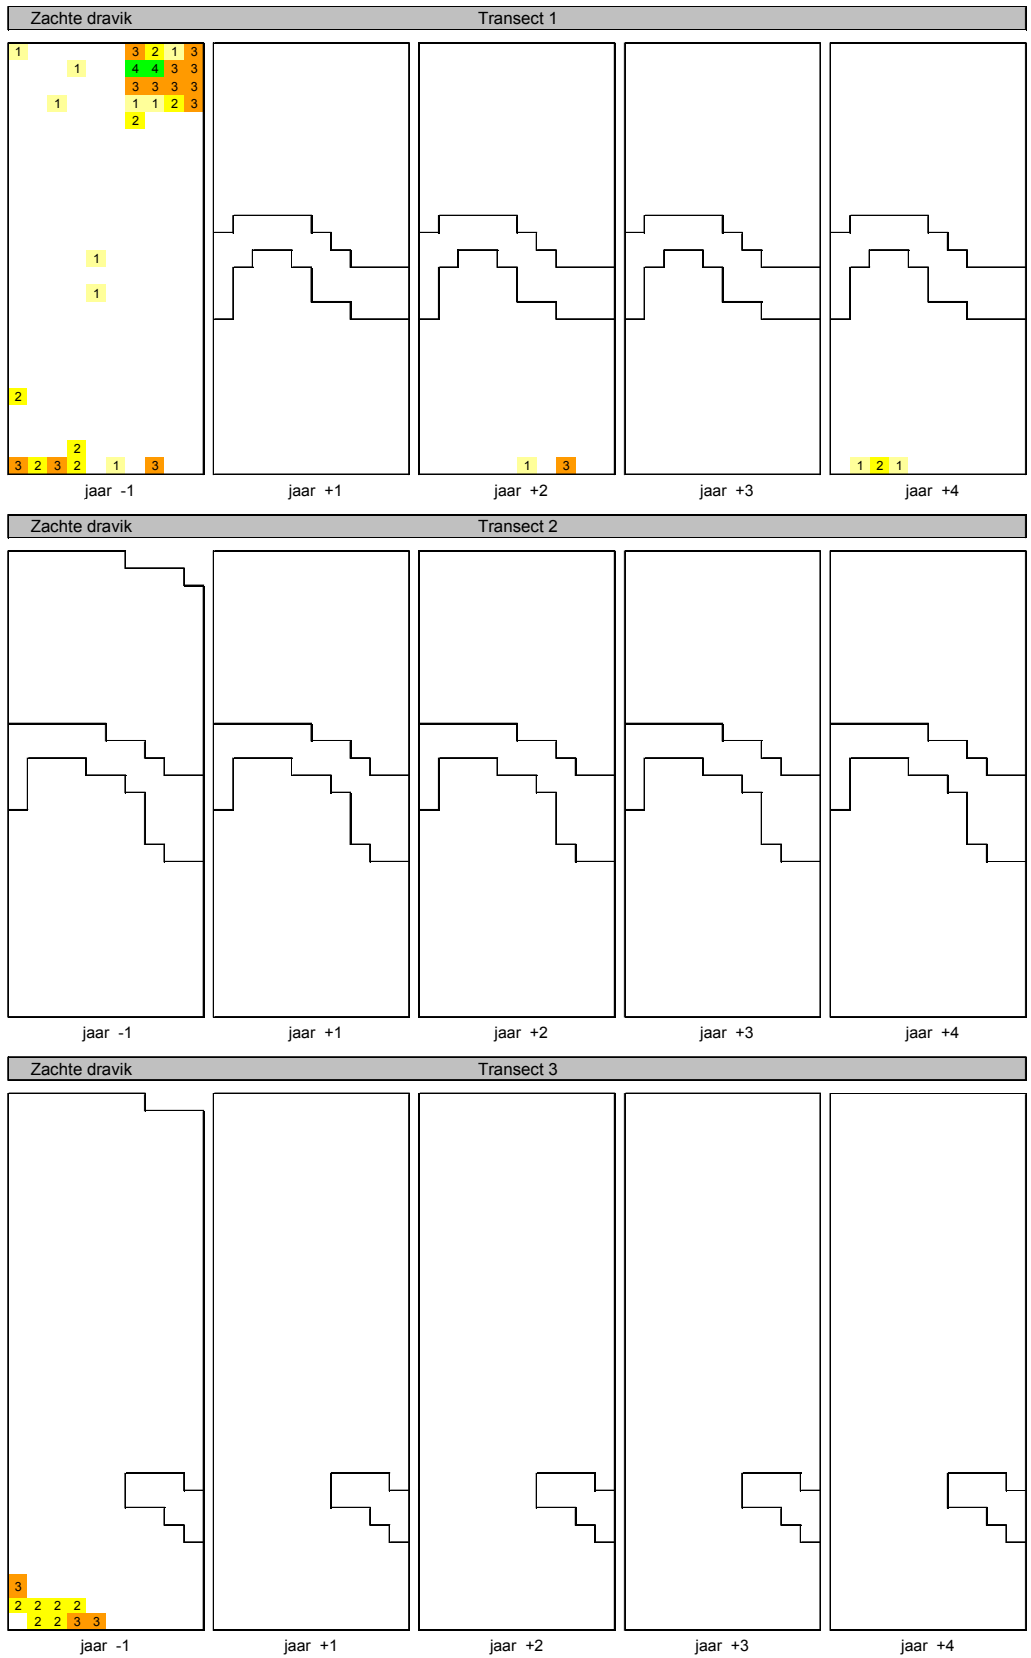 Zachte dravik Transect 1
1 3 2 1 3
1 4 4 3 3
3 3 3 3
1 1 1 2 3
2
1
1
2
2
3 2 3 2 1 3 1 3 1 2 1
jaar -1 jaar +1 jaar +2 jaar +3 jaar +4
Zachte dravik Transect 2
jaar -1 jaar +1 jaar +2 jaar +3 jaar +4
Zachte dravik Transect 3
3
2 2 2 2
2 2 3 3
jaar -1 jaar +1 jaar +2 jaar +3 jaar +4